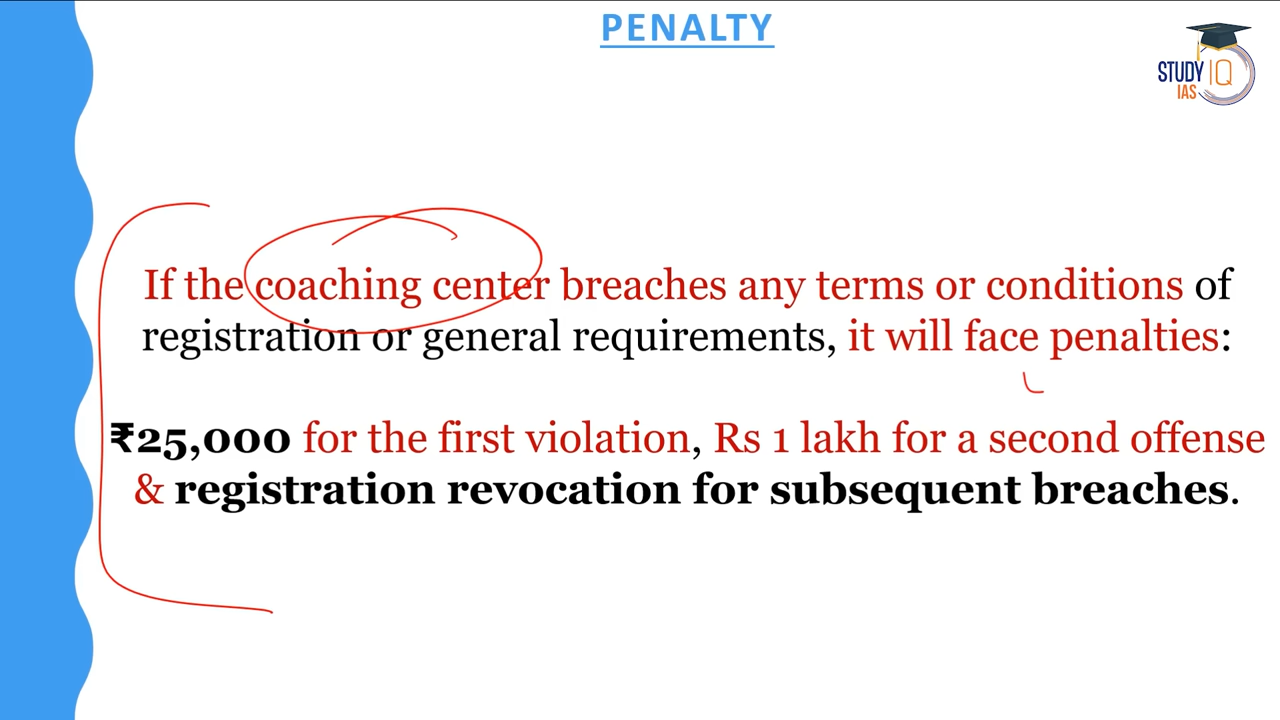 PENALTY
STUDY IQ
IAS
If the coaching center breaches any terms or conditions of
registration or general requirements, it will face penalties:
₹25,000 for the first violation, Rs 1 lakh for a second offense
& registration revocation for subsequent breaches.